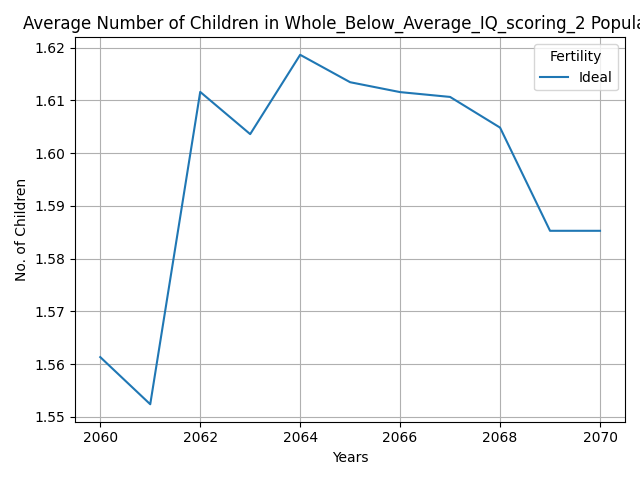 Average Number of Children in Whole_Below_Average_IQ_scoring_2 Popula
1.62
1.61
1.60
1.59
1.58
1.57
1.56
1.55
No. of Children
Fertility
Ideal
2060 2062 2064 2066 2068 2070
Years